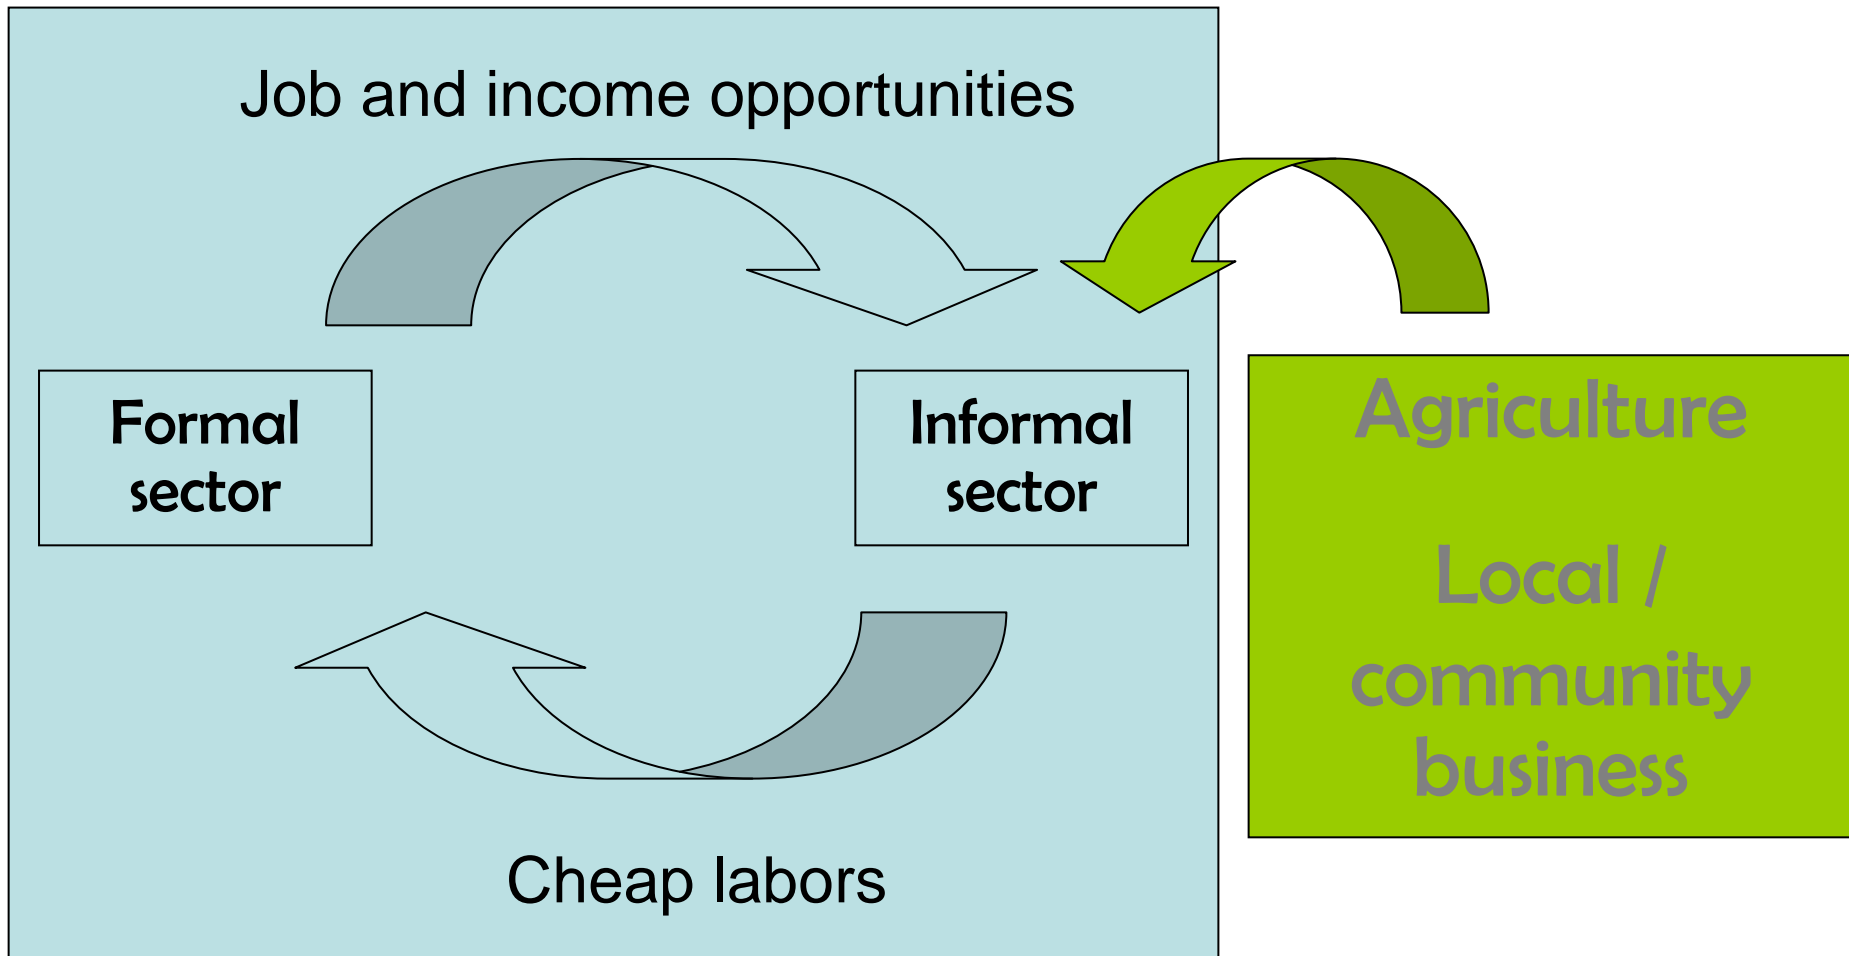 Job and income opportunities
Formal
sector
Informal
sector
Agriculture
Local /
community
business
Cheap labors